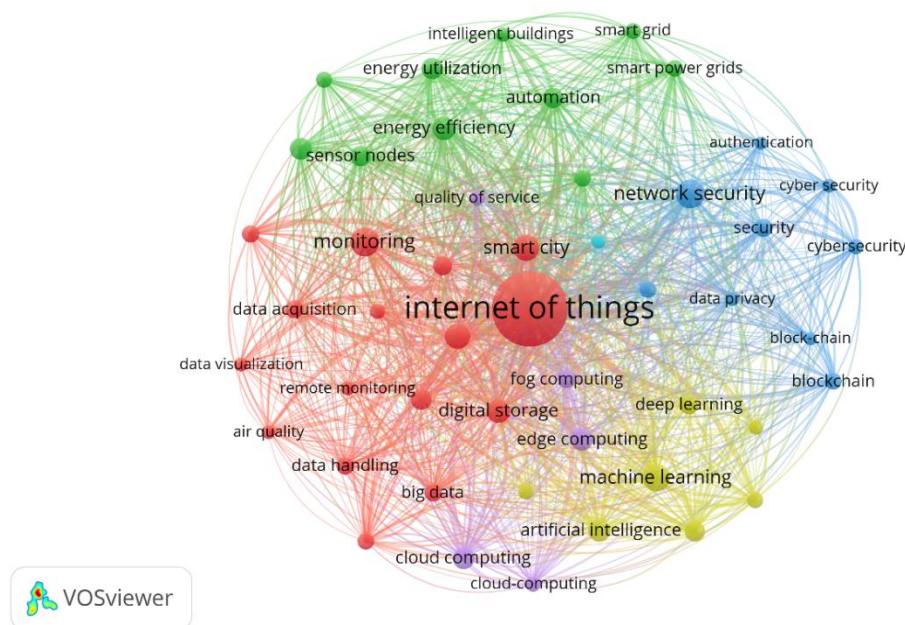 intelligent buildings
smart grid
energy utilization
smart power grids
automation
energy efficiency
authentication
sensor nodes
cyber security
quality of service
network security
security
monitoring
smart city
cybersecurity
data privacy
internet of things
data acquisition
block-chain
data visualization
fog computing
blockchain
remote monitoring
deep learning
digital storage
air quality
edge computing
data handling
machine learning
big data
artificial intelligence
cloud computing
cloud-computing
VOSviewer